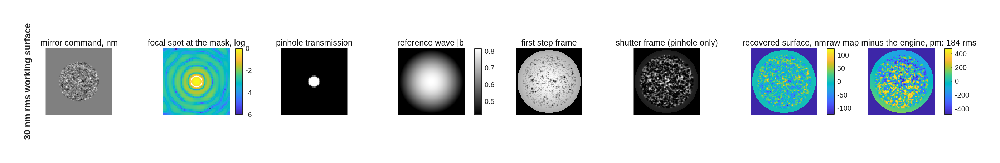 30 nm rms working surface
mirror command, nm
focal spot at the mask, log
0
-2
-4
-6
pinhole transmission
reference wave |b|
0.8
0.7
0.6
0.5
first step frame
shutter frame (pinhole only)
recovered surface, nm
100
50
0
-50
-100
raw map minus the engine, pm: 184 rms
400
200
0
-200
-400